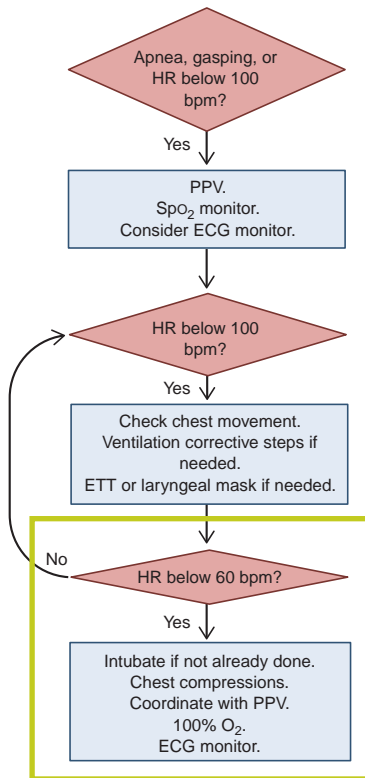 Apnea, gasping, or
HR below 100
bpm?
Yes
PPV.
SpO₂ monitor.
Consider ECG monitor.
HR below 100
bpm?
Yes
Check chest movement.
Ventilation corrective steps if
needed.
ETT or laryngeal mask if needed.
No
HR below 60 bpm?
Yes
Intubate if not already done.
Chest compressions.
Coordinate with PPV.
100% O₂.
ECG monitor.